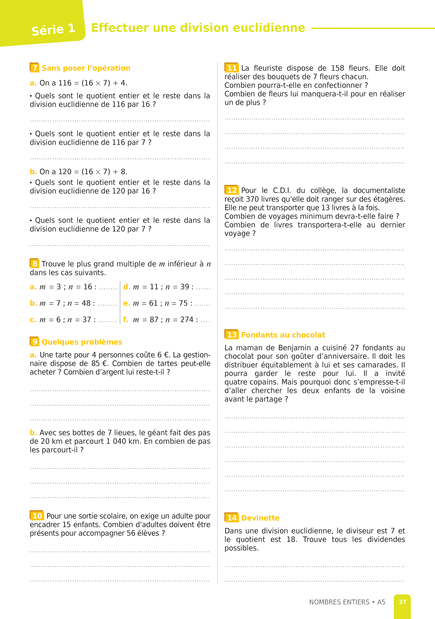 Série 1
Effectuer une division euclidienne
7 Sans poser l'opération
a. On a 116 = (16 × 7) + 4.
• Quels sont le quotient entier et le reste dans la
division euclidienne de 116 par 16 ?
• Quels sont le quotient entier et le reste dans la
division euclidienne de 116 par 7 ?
b. On a 120 = (16 × 7) + 8.
• Quels sont le quotient entier et le reste dans la
division euclidienne de 120 par 16 ?
• Quels sont le quotient entier et le reste dans la
division euclidienne de 120 par 7 ?
8 Trouve le plus grand multiple de m inférieur à n
dans les cas suivants.
a. m = 3 ; n = 16 : ........ d. m = 11 ; n = 39 : ......
b. m = 7 ; n = 48 : ........ e. m = 61 ; n = 75 : ......
c. m = 6 ; n = 37 : ........ f. m = 87 ; n = 274 : ....
9 Quelques problèmes
a. Une tarte pour 4 personnes coûte 6 €. La gestion-
naire dispose de 85 €. Combien de tartes peut-elle
acheter ? Combien d'argent lui reste-t-il ?
b. Avec ses bottes de 7 lieues, le géant fait des pas
de 20 km et parcourt 1 040 km. En combien de pas
les parcourt-il ?
10 Pour une sortie scolaire, on exige un adulte pour
encadrer 15 enfants. Combien d'adultes doivent être
présents pour accompagner 56 élèves ?
11 La fleuriste dispose de 158 fleurs. Elle doit
réaliser des bouquets de 7 fleurs chacun.
Combien pourra-t-elle en confectionner ?
Combien de fleurs lui manquera-t-il pour en réaliser
un de plus ?
12 Pour le C.D.I. du collège, la documentaliste
reçoit 370 livres qu'elle doit ranger sur des étagères.
Elle ne peut transporter que 13 livres à la fois.
Combien de voyages minimum devra-t-elle faire ?
Combien de livres transportera-t-elle au dernier
voyage ?
13 Fondants au chocolat
La maman de Benjamin a cuisiné 27 fondants au
chocolat pour son goûter d'anniversaire. Il doit les
distribuer équitablement à lui et ses camarades. Il
pourra garder le reste pour lui. Il a invité
quatre copains. Mais pourquoi donc s'empresse-t-il
d'aller chercher les deux enfants de la voisine
avant le partage ?
14 Devinette
Dans une division euclidienne, le diviseur est 7 et
le quotient est 18. Trouve tous les dividendes
possibles.
NOMBRES ENTIERS • A5 37